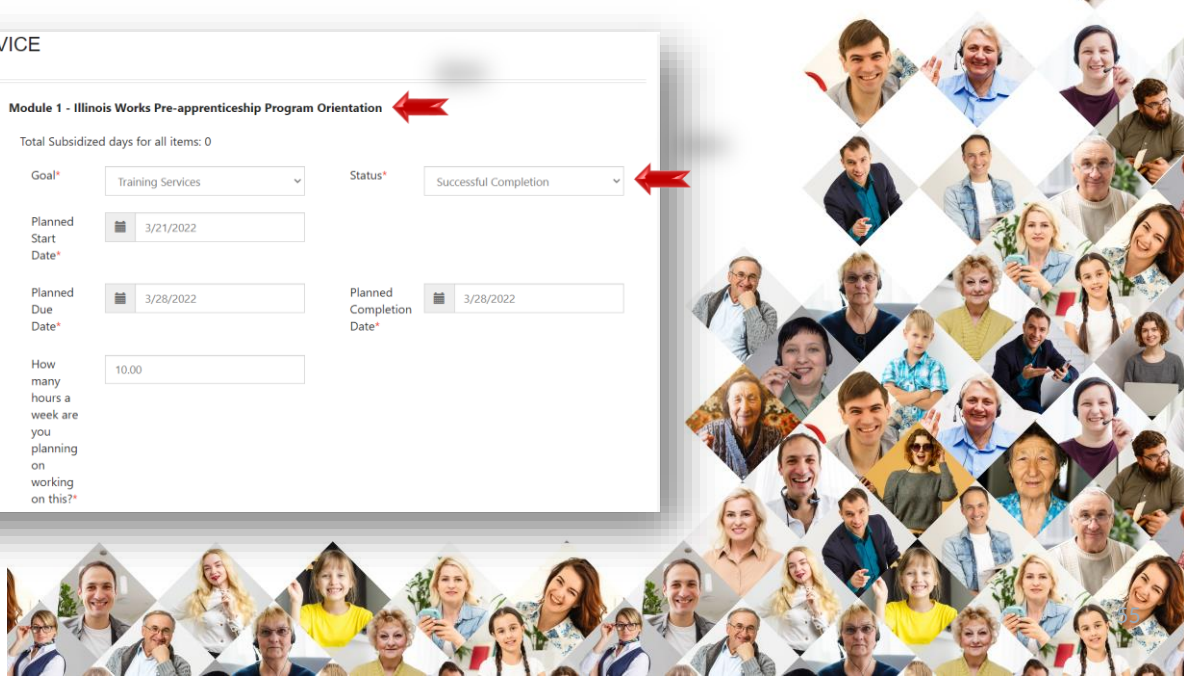 VICE
Module 1 - Illinois Works Pre-apprenticeship Program Orientation
Total Subsidized days for all items: 0
Goal*
Training Services
Status*
Successful Completion
Planned
Start
Date*
3/21/2022
Planned
Due
Date*
3/28/2022
Planned
Completion
Date*
3/28/2022
How
many
hours a
week are
you
planning
on
working
on this?*
10.00